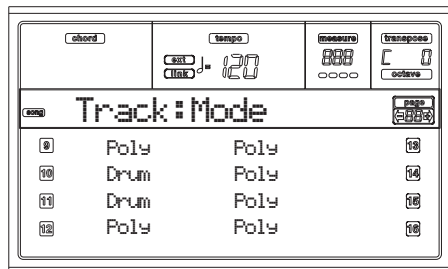 chord tempo measure transpose
ext ♩= 120 888 C 0
link octave
song Track:Mode page
88
9 Poly Poly 13
10 Drum Poly 14
11 Drum Poly 15
12 Poly Poly 16